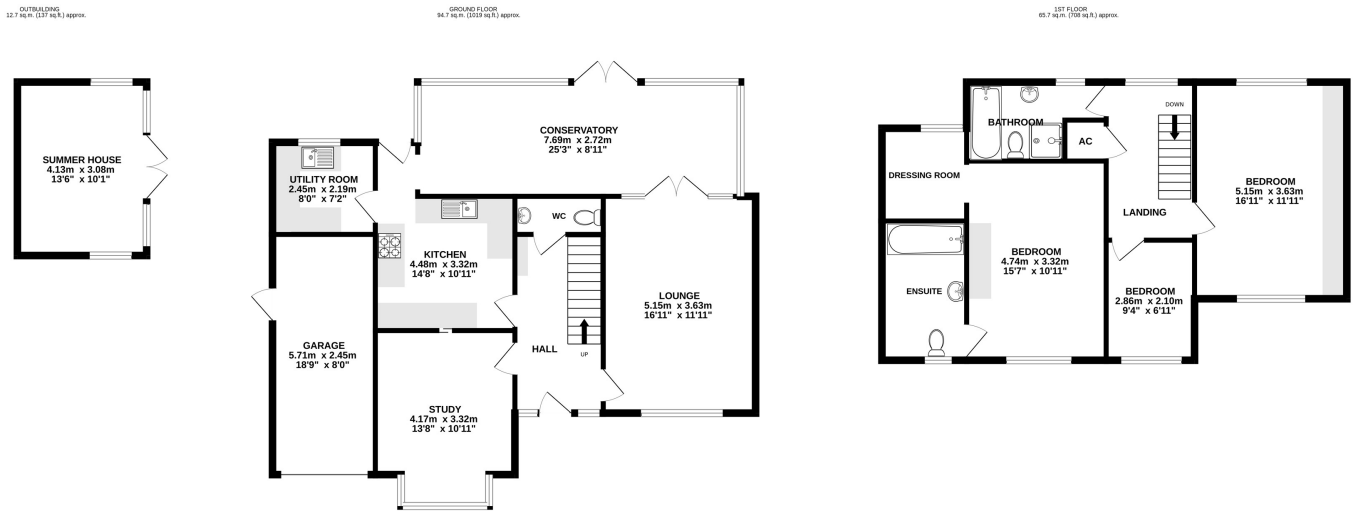 OUTBUILDING
12.7 sq.m. (137 sq.ft.) approx.
GROUND FLOOR
94.7 sq.m. (1019 sq.ft.) approx.
1ST FLOOR
65.7 sq.m. (708 sq.ft.) approx.
SUMMER HOUSE
4.13m x 3.08m
13'6" x 10'1"
CONSERVATORY
7.69m x 2.72m
25'3" x 8'11"
UTILITY ROOM
2.45m x 2.19m
8'0" x 7'2"
WC
KITCHEN
4.48m x 3.32m
14'8" x 10'11"
LOUNGE
5.15m x 3.63m
16'11" x 11'11"
GARAGE
5.71m x 2.45m
18'9" x 8'0"
HALL
UP
STUDY
4.17m x 3.32m
13'8" x 10'11"
DOWN
BATHROOM
AC
DRESSING ROOM
BEDROOM
5.15m x 3.63m
16'11" x 11'11"
LANDING
BEDROOM
4.74m x 3.32m
15'7" x 10'11"
ENSUITE
BEDROOM
2.86m x 2.10m
9'4" x 6'11"